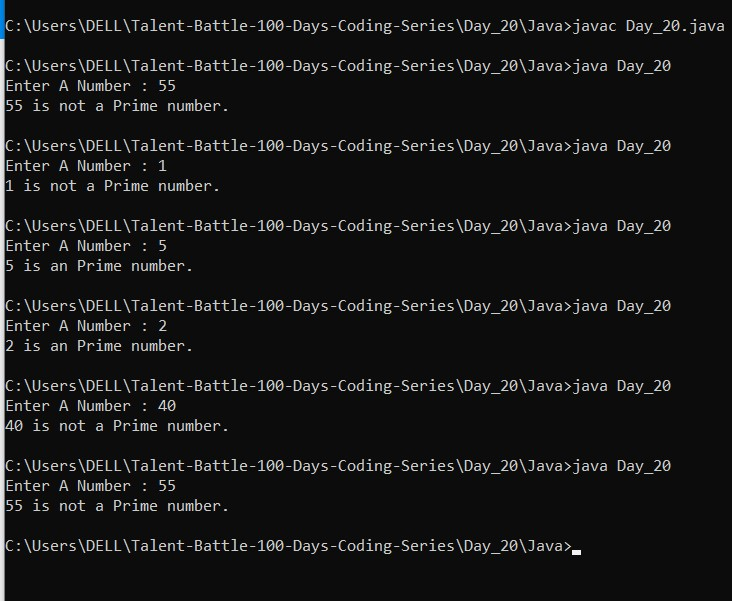 C:\Users\DELL\Talent-Battle-100-Days-Coding-Series\Day_20\Java>javac Day_20.java
C:\Users\DELL\Talent-Battle-100-Days-Coding-Series\Day_20\Java>java Day_20
Enter A Number : 55
55 is not a Prime number.
C:\Users\DELL\Talent-Battle-100-Days-Coding-Series\Day_20\Java>java Day_20
Enter A Number : 1
1 is not a Prime number.
C:\Users\DELL\Talent-Battle-100-Days-Coding-Series\Day_20\Java>java Day_20
Enter A Number : 5
5 is an Prime number.
C:\Users\DELL\Talent-Battle-100-Days-Coding-Series\Day_20\Java>java Day_20
Enter A Number : 2
2 is an Prime number.
C:\Users\DELL\Talent-Battle-100-Days-Coding-Series\Day_20\Java>java Day_20
Enter A Number : 40
40 is not a Prime number.
C:\Users\DELL\Talent-Battle-100-Days-Coding-Series\Day_20\Java>java Day_20
Enter A Number : 55
55 is not a Prime number.
C:\Users\DELL\Talent-Battle-100-Days-Coding-Series\Day_20\Java>